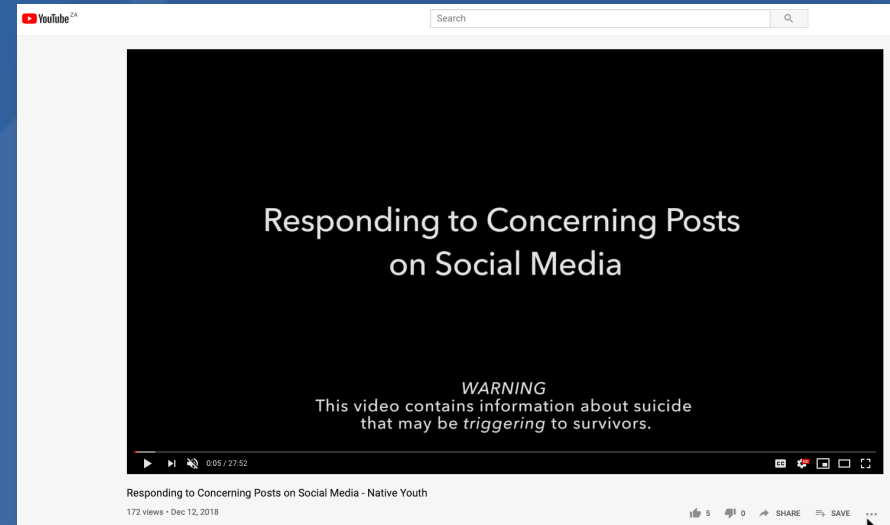 YouTube ZA
Search
Responding to Concerning Posts
on Social Media
WARNING
This video contains information about suicide
that may be triggering to survivors.
0:05 / 27:52
CC
HD
Responding to Concerning Posts on Social Media - Native Youth
172 views • Dec 12, 2018
5
0
SHARE
SAVE